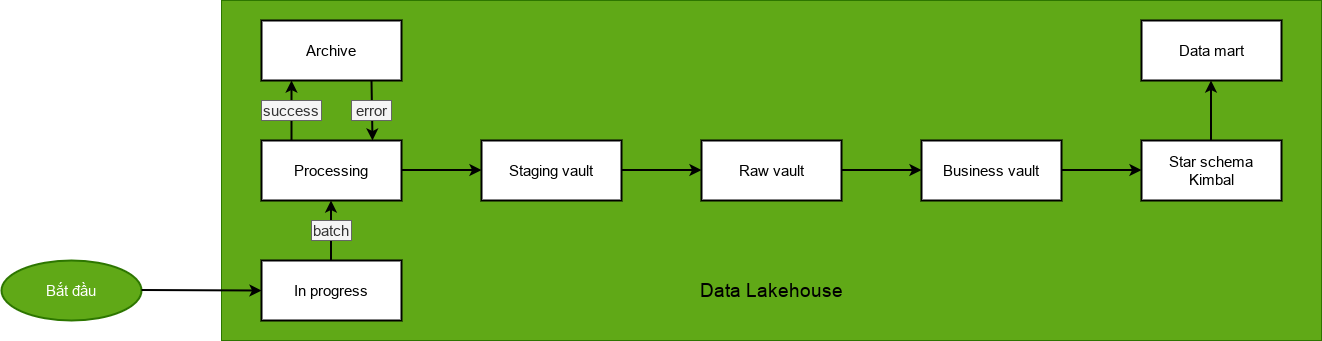 Archive
Data mart
success
error
Processing
Staging vault
Raw vault
Business vault
Star schema
Kimbal
batch
Bắt đầu
In progress
Data Lakehouse